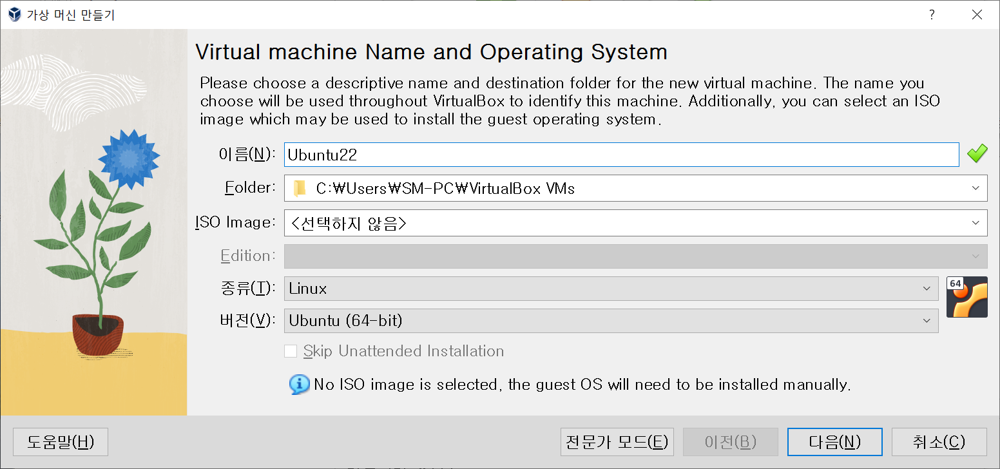 가상 머신 만들기
?
Virtual machine Name and Operating System
Please choose a descriptive name and destination folder for the new virtual machine. The name you
choose will be used throughout VirtualBox to identify this machine. Additionally, you can select an ISO
image which may be used to install the guest operating system.
이름(N): Ubuntu22
Folder: C:₩Users₩SM-PC₩VirtualBox VMs
ISO Image: <선택하지 않음>
Edition:
종류(T): Linux
64
버전(V): Ubuntu (64-bit)
Skip Unattended Installation
No ISO image is selected, the guest OS will need to be installed manually.
도움말(H) 전문가 모드(E) 이전(B) 다음(N) 취소(C)